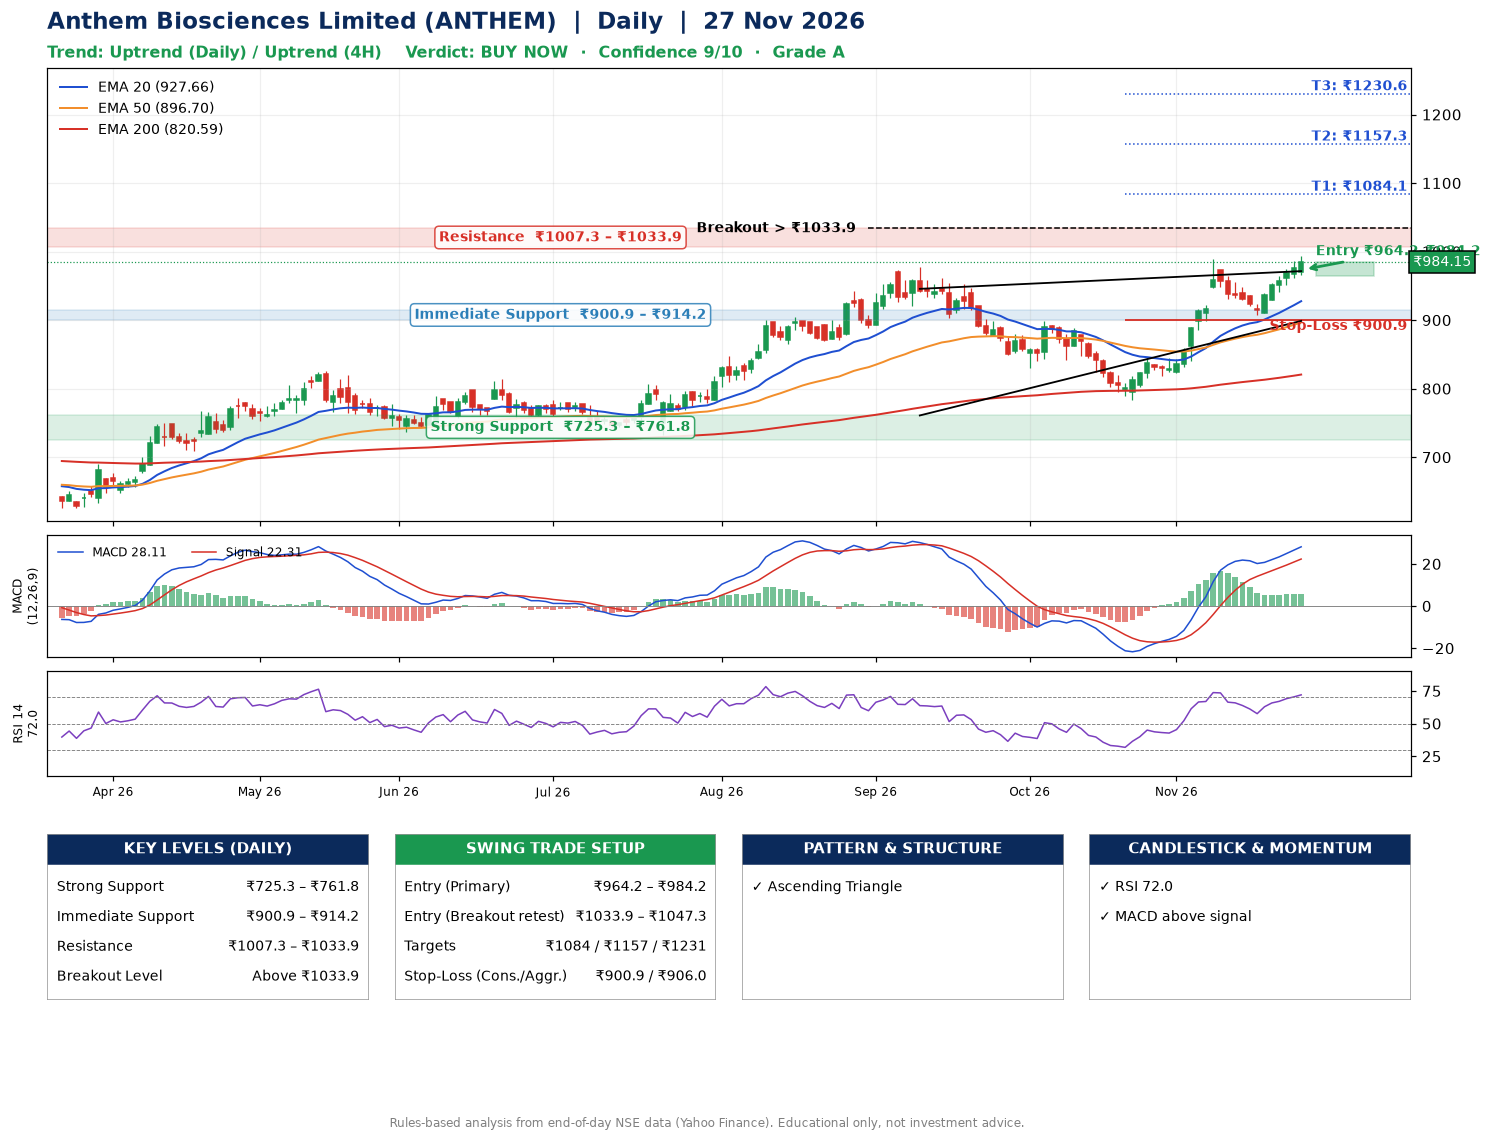 Anthem Biosciences Limited (ANTHEM)  |  Daily  |  27 Nov 2026
Trend: Uptrend (Daily) / Uptrend (4H)    Verdict: BUY NOW  ·  Confidence 9/10  ·  Grade A
EMA 20 (927.66)
EMA 50 (896.70)
EMA 200 (820.59)
T3: ₹1230.6
T2: ₹1157.3
T1: ₹1084.1
Breakout > ₹1033.9
Resistance  ₹1007.3 – ₹1033.9
Entry ₹964.2
₹984.15
Immediate Support  ₹900.9 – ₹914.2
Stop-Loss ₹900.9
Strong Support  ₹725.3 – ₹761.8
1200
1100
900
800
700
MACD 28.11
Signal 22.31
MACD
(12,26,9)
20
0
−20
RSI 14
72.0
75
50
25
Apr 26
May 26
Jun 26
Jul 26
Aug 26
Sep 26
Oct 26
Nov 26
KEY LEVELS (DAILY)
Strong Support ₹725.3 – ₹761.8
Immediate Support ₹900.9 – ₹914.2
Resistance ₹1007.3 – ₹1033.9
Breakout Level Above ₹1033.9
SWING TRADE SETUP
Entry (Primary) ₹964.2 – ₹984.2
Entry (Breakout retest) ₹1033.9 – ₹1047.3
Targets ₹1084 / ₹1157 / ₹1231
Stop-Loss (Cons./Aggr.) ₹900.9 / ₹906.0
PATTERN & STRUCTURE
✓ Ascending Triangle
CANDLESTICK & MOMENTUM
✓ RSI 72.0
✓ MACD above signal
Rules-based analysis from end-of-day NSE data (Yahoo Finance). Educational only, not investment advice.